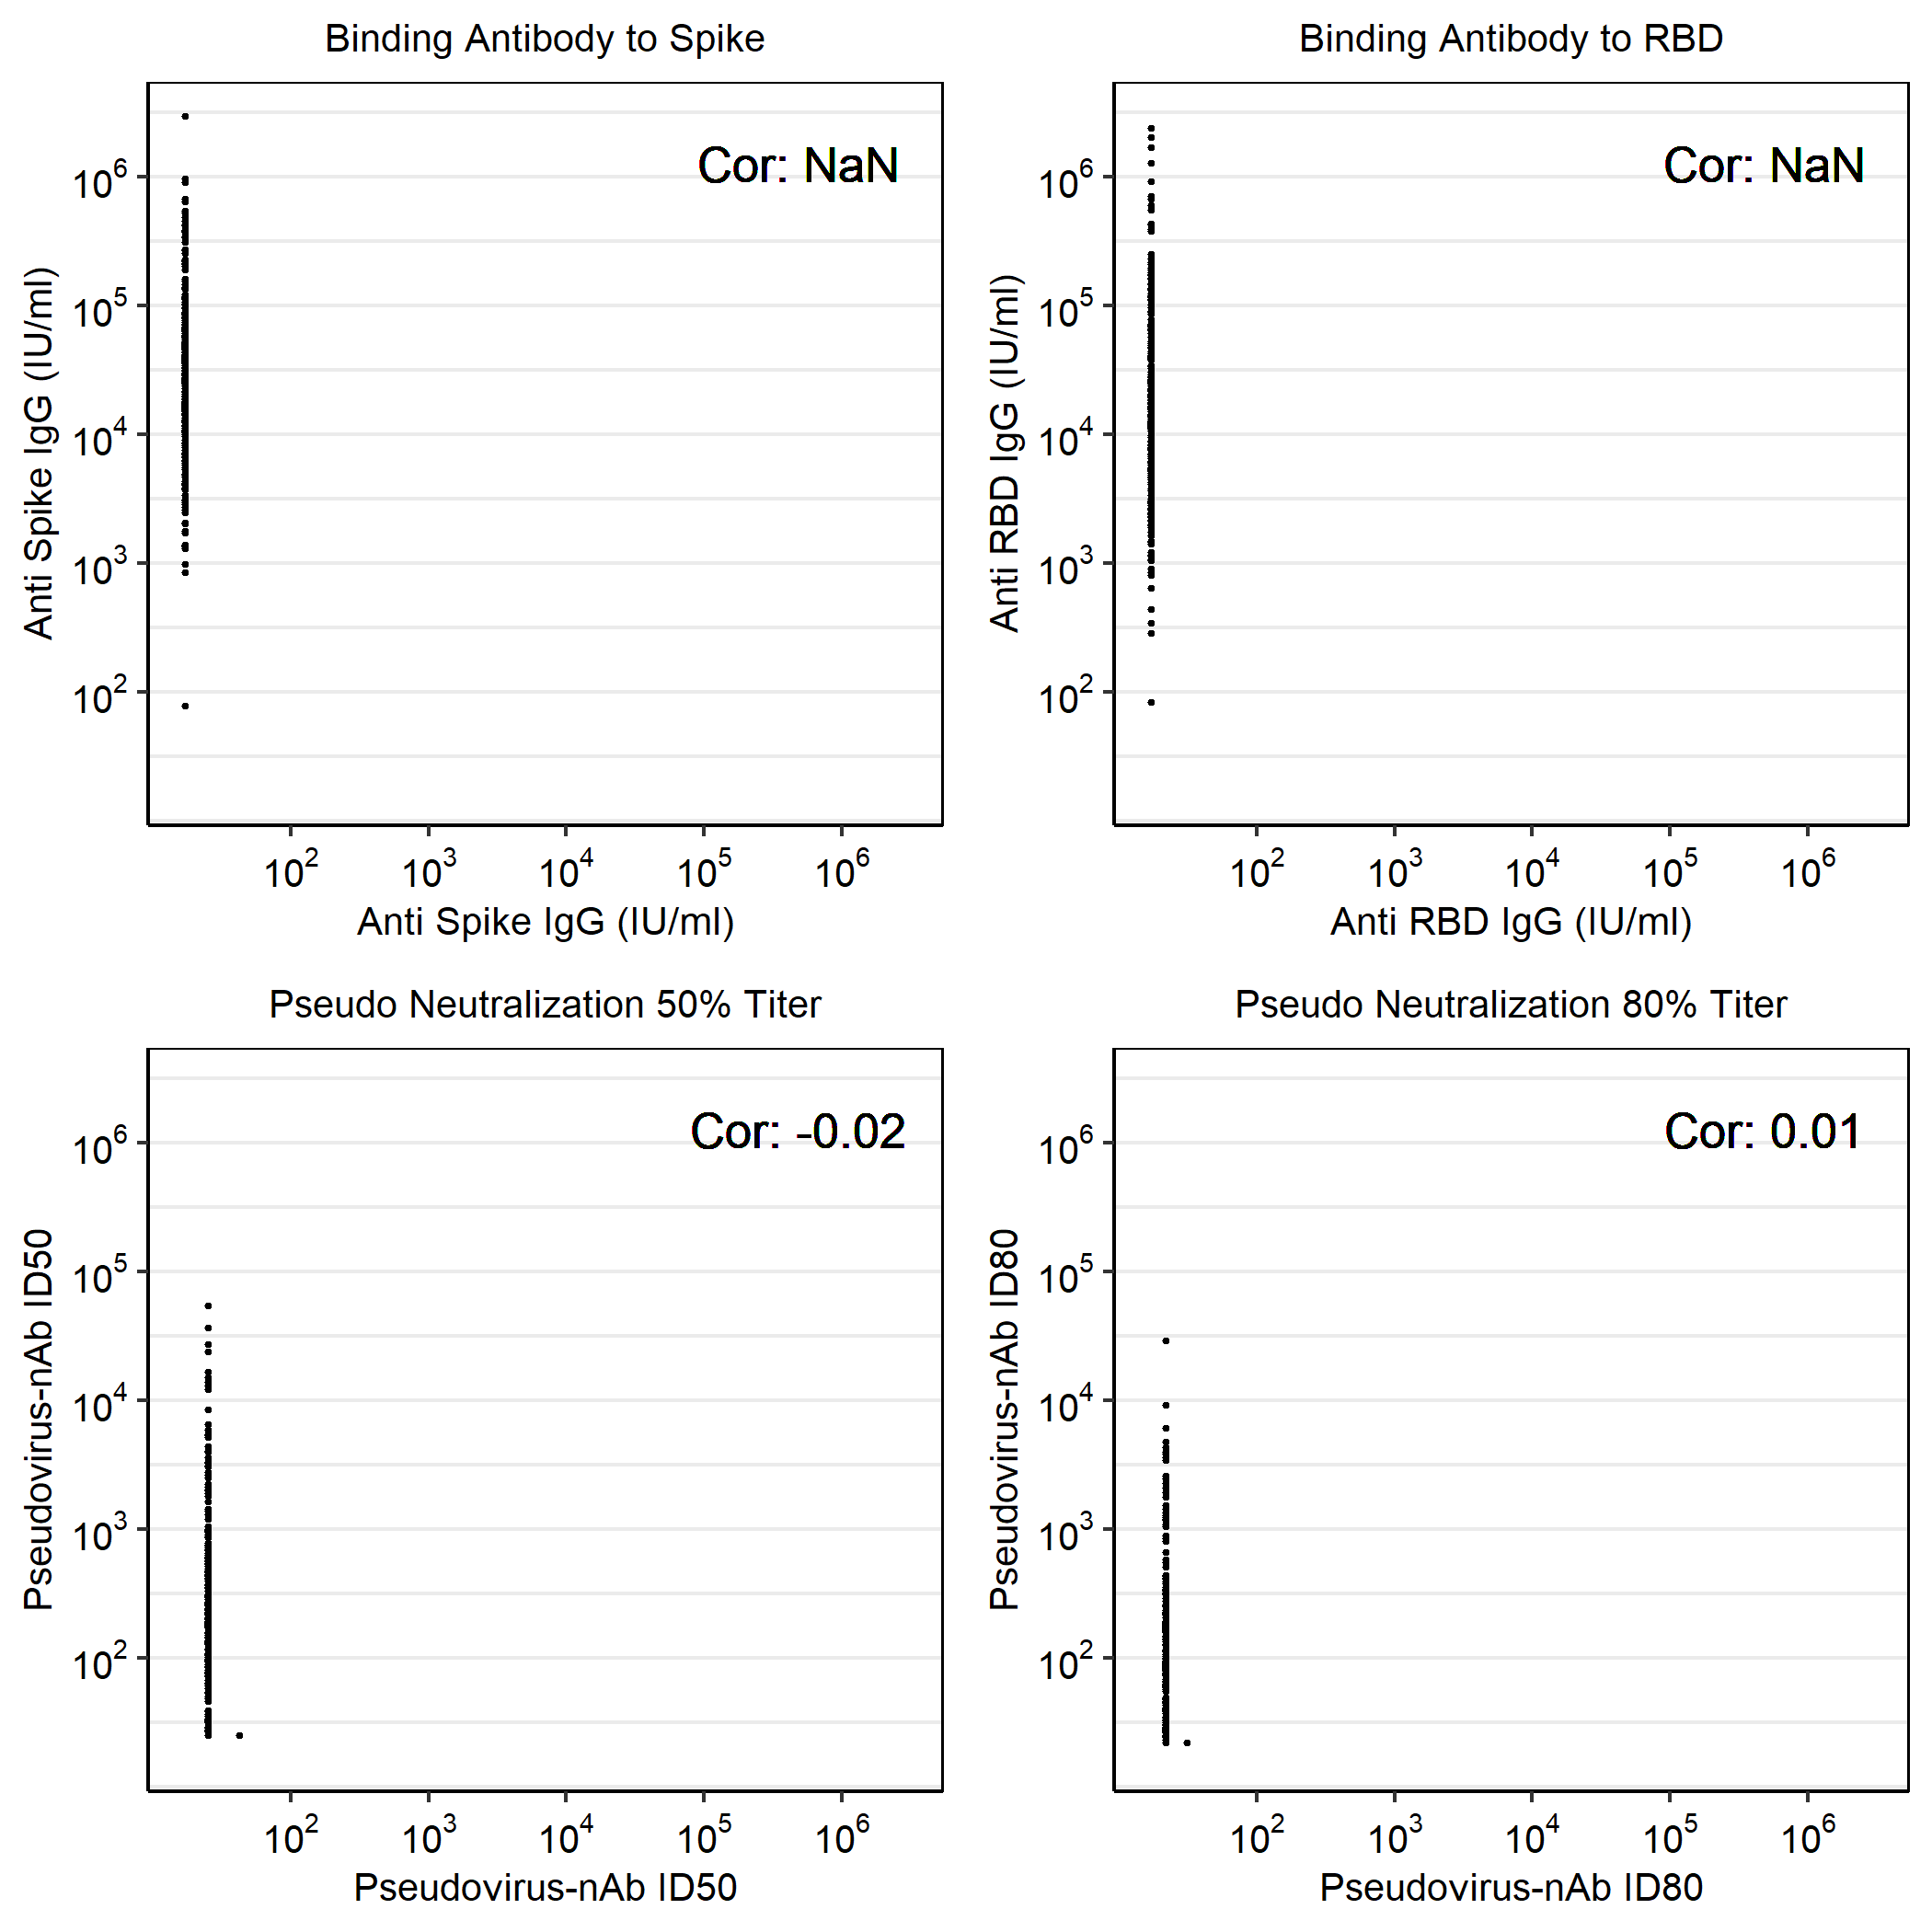 Binding Antibody to Spike
Cor: NaN
10^6
10^5
10^4
10^3
10^2
Anti Spike IgG (IU/ml)
10^2 10^3 10^4 10^5 10^6
Anti Spike IgG (IU/ml)
Binding Antibody to RBD
Cor: NaN
10^6
10^5
10^4
10^3
10^2
Anti RBD IgG (IU/ml)
10^2 10^3 10^4 10^5 10^6
Anti RBD IgG (IU/ml)
Pseudo Neutralization 50% Titer
Cor: -0.02
10^6
10^5
10^4
10^3
10^2
Pseudovirus-nAb ID50
10^2 10^3 10^4 10^5 10^6
Pseudovirus-nAb ID50
Pseudo Neutralization 80% Titer
Cor: 0.01
10^6
10^5
10^4
10^3
10^2
Pseudovirus-nAb ID80
10^2 10^3 10^4 10^5 10^6
Pseudovirus-nAb ID80